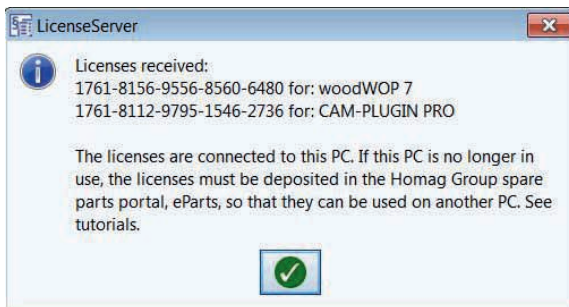 LicenseServer
Licenses received:
1761-8156-9556-8560-6480 for: woodWOP 7
1761-8112-9795-1546-2736 for: CAM-PLUGIN PRO
The licenses are connected to this PC. If this PC is no longer in
use, the licenses must be deposited in the Homag Group spare
parts portal, eParts, so that they can be used on another PC. See
tutorials.